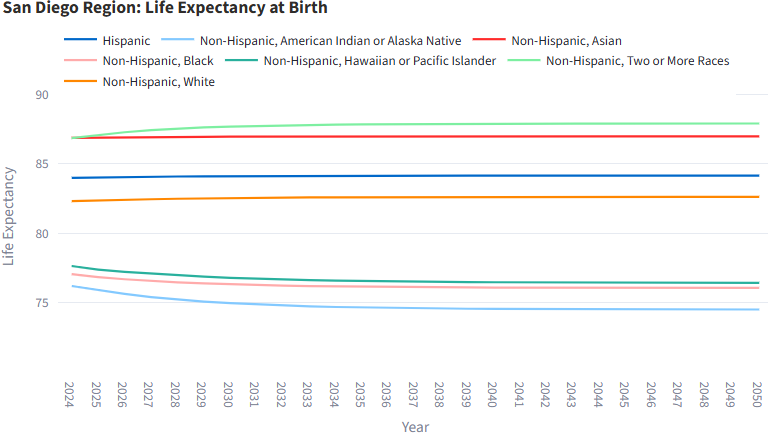 San Diego Region: Life Expectancy at Birth
Hispanic Non-Hispanic, American Indian or Alaska Native Non-Hispanic, Asian
Non-Hispanic, Black Non-Hispanic, Hawaiian or Pacific Islander Non-Hispanic, Two or More Races
Non-Hispanic, White
90
85
80
75
Life Expectancy
2024 2025 2026 2027 2028 2029 2030 2031 2032 2033 2034 2035 2036 2037 2038 2039 2040 2041 2042 2043 2044 2045 2046 2047 2048 2049 2050
Year